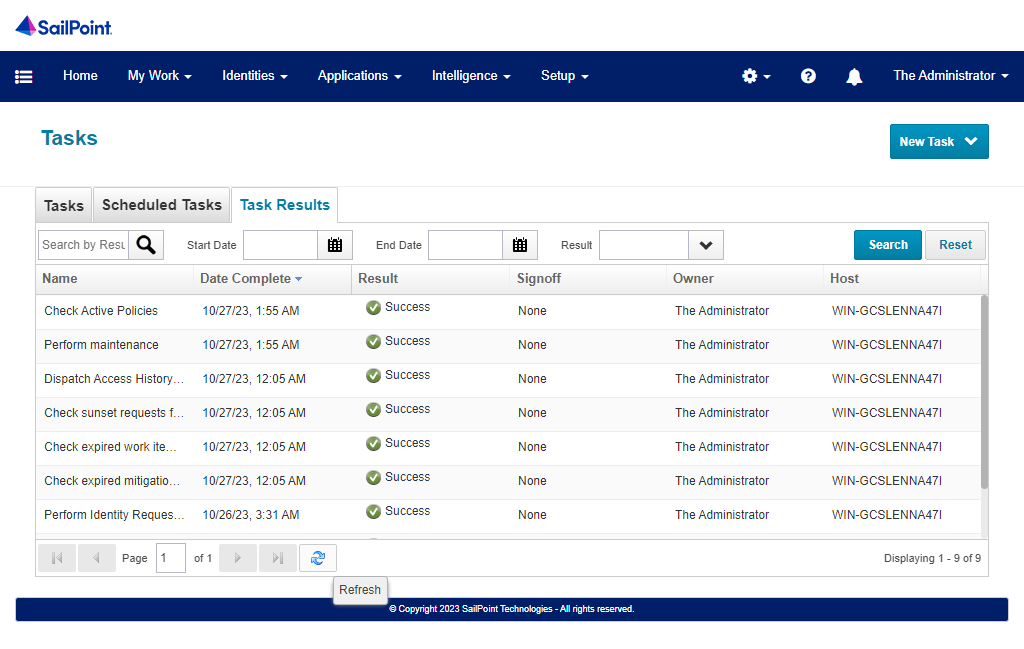 SailPoint.
Home My Work Identities Applications Intelligence Setup The Administrator
Tasks
New Task
Tasks Scheduled Tasks Task Results
Search by Resu Start Date End Date Result Search Reset
Name Date Complete Result Signoff Owner Host
Check Active Policies 10/27/23, 1:55 AM Success None The Administrator WIN-GCSLENNA47I
Perform maintenance 10/27/23, 1:55 AM Success None The Administrator WIN-GCSLENNA47I
Dispatch Access History... 10/27/23, 12:05 AM Success None The Administrator WIN-GCSLENNA47I
Check sunset requests f... 10/27/23, 12:05 AM Success None The Administrator WIN-GCSLENNA47I
Check expired work ite... 10/27/23, 12:05 AM Success None The Administrator WIN-GCSLENNA47I
Check expired mitigatio... 10/27/23, 12:05 AM Success None The Administrator WIN-GCSLENNA47I
Perform Identity Reques... 10/26/23, 3:31 AM Success None The Administrator WIN-GCSLENNA47I
Page 1 of 1 Displaying 1 - 9 of 9
Refresh
© Copyright 2023 SailPoint Technologies - All rights reserved.